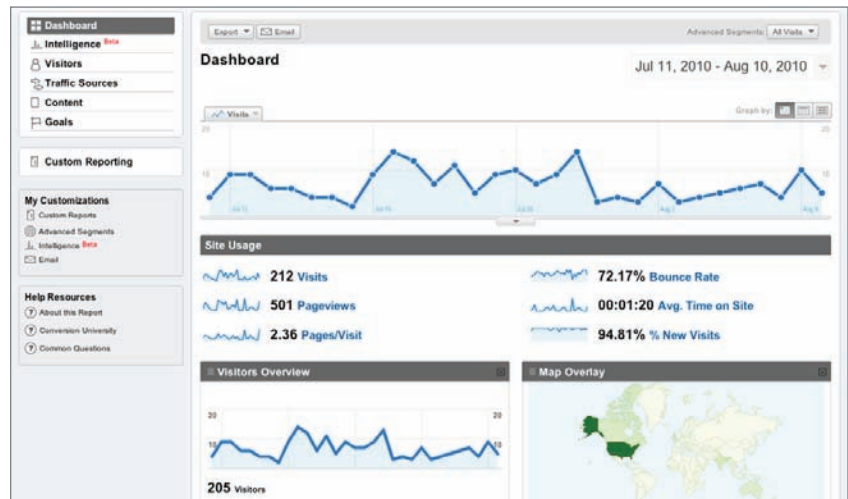 Dashboard
Intelligence Beta
Visitors
Traffic Sources
Content
Goals
Custom Reporting
My Customizations
Custom Reports
Advanced Segments
Intelligence Beta
Email
Help Resources
About this Report
Conversion University
Common Questions
Export Email
Advanced Segments: All Visits
Dashboard
Jul 11, 2010 - Aug 10, 2010
Visits
Graph by:
20 20
10 10
Site Usage
212 Visits
72.17% Bounce Rate
501 Pageviews
00:01:20 Avg. Time on Site
2.36 Pages/Visit
94.81% % New Visits
Visitors Overview
20 20
10 10
205 Visitors
Map Overlay